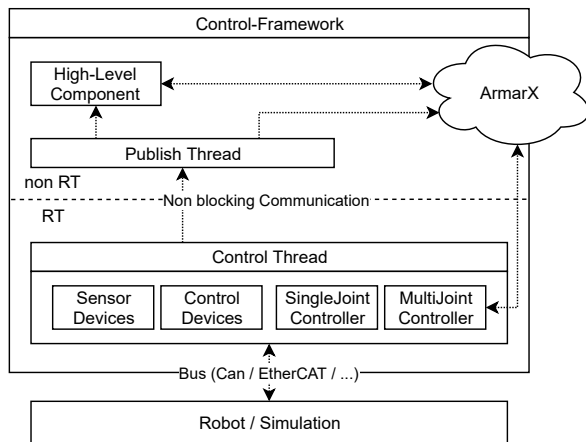 Control-Framework
High-Level
Component
ArmarX
Publish Thread
non RT
Non blocking Communication
RT
Control Thread
Sensor
Devices
Control
Devices
SingleJoint
Controller
MultiJoint
Controller
Bus (Can / EtherCAT / ...)
Robot / Simulation